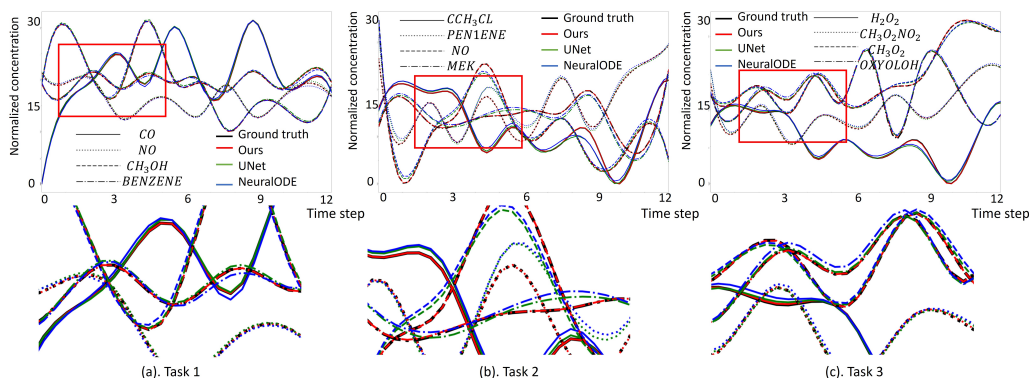 Normalized concentration
30
15
0
CO
NO
CH₃OH
BENZENE
Ground truth
Ours
UNet
NeuralODE
0 3 6 9 12
Time step
(a). Task 1
Normalized concentration
30
15
0
CCH₃CL
PEN1ENE
NO
MEK
Ground truth
Ours
UNet
NeuralODE
0 3 6 9 12
Time step
(b). Task 2
Normalized concentration
30
15
0
Ground truth
Ours
UNet
NeuralODE
H₂O₂
CH₃O₂NO₂
CH₃O₂
OXYOLOH
0 3 6 9 12
Time step
(c). Task 3